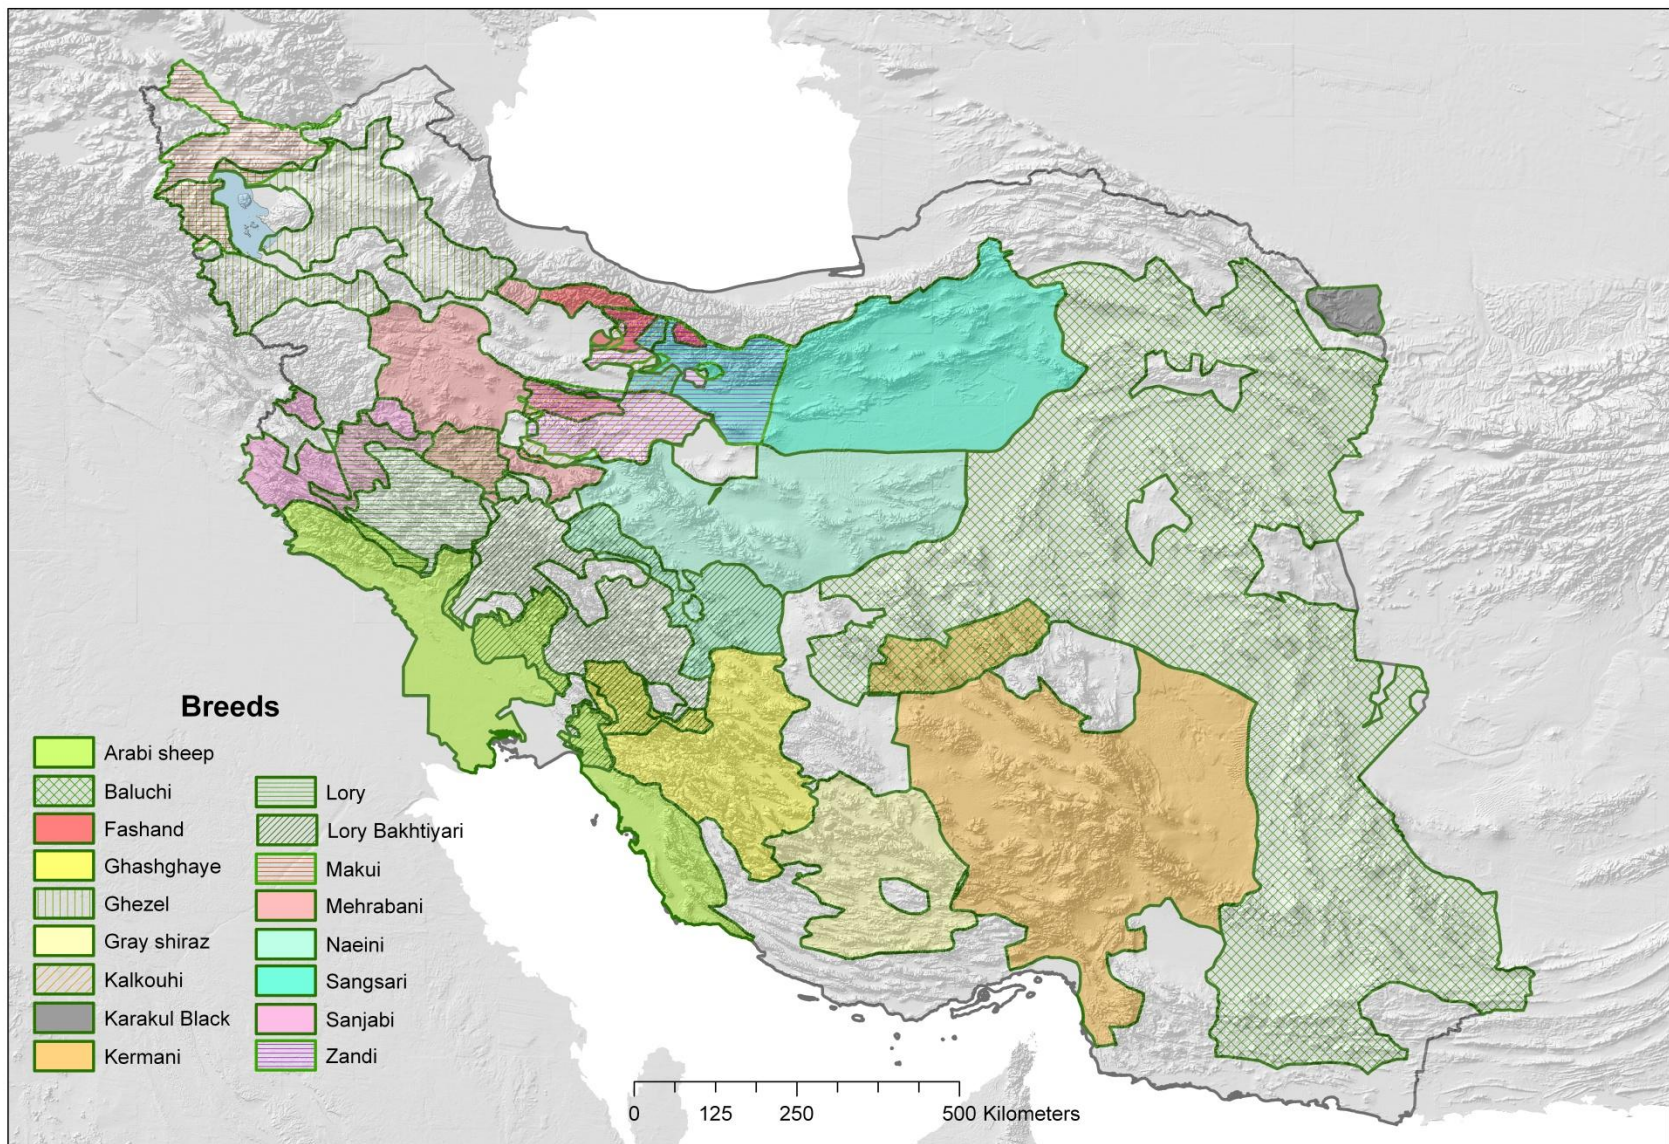 Breeds
Arabi sheep
Baluchi
Fashand
Ghashghaye
Ghezel
Gray shiraz
Kalkouhi
Karakul Black
Kermani
Lory
Lory Bakhtiyari
Makui
Mehrabani
Naeini
Sangsari
Sanjabi
Zandi
0 125 250 500 Kilometers